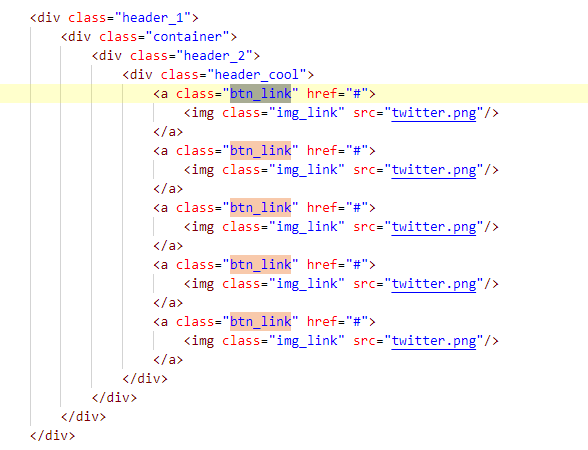 <div class="header_1">
<div class="container">
<div class="header_2">
<div class="header_cool">
<a class="btn_link" href="#">
<img class="img_link" src="twitter.png"/>
</a>
<a class="btn_link" href="#">
<img class="img_link" src="twitter.png"/>
</a>
<a class="btn_link" href="#">
<img class="img_link" src="twitter.png"/>
</a>
<a class="btn_link" href="#">
<img class="img_link" src="twitter.png"/>
</a>
<a class="btn_link" href="#">
<img class="img_link" src="twitter.png"/>
</a>
</div>
</div>
</div>
</div>